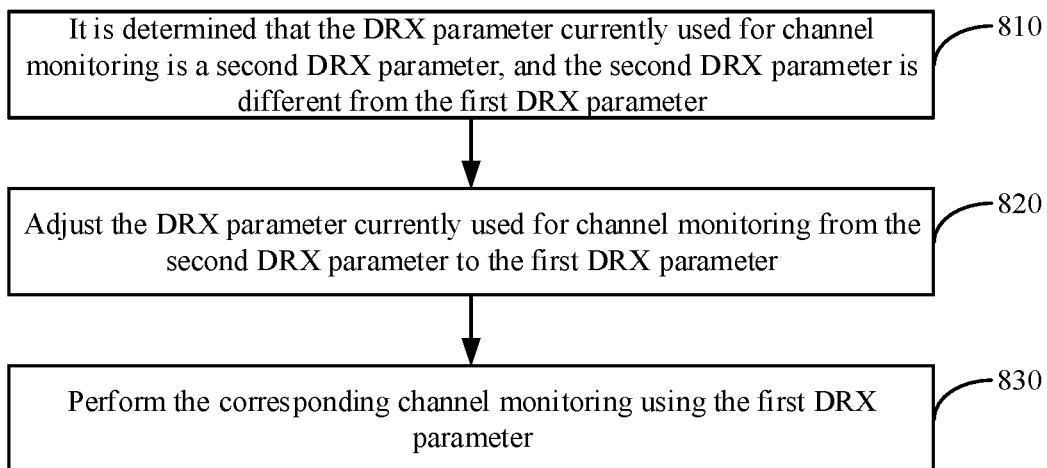 It is determined that the DRX parameter currently used for channel
monitoring is a second DRX parameter, and the second DRX parameter is
different from the first DRX parameter
810
Adjust the DRX parameter currently used for channel monitoring from the
second DRX parameter to the first DRX parameter
820
Perform the corresponding channel monitoring using the first DRX
parameter
830